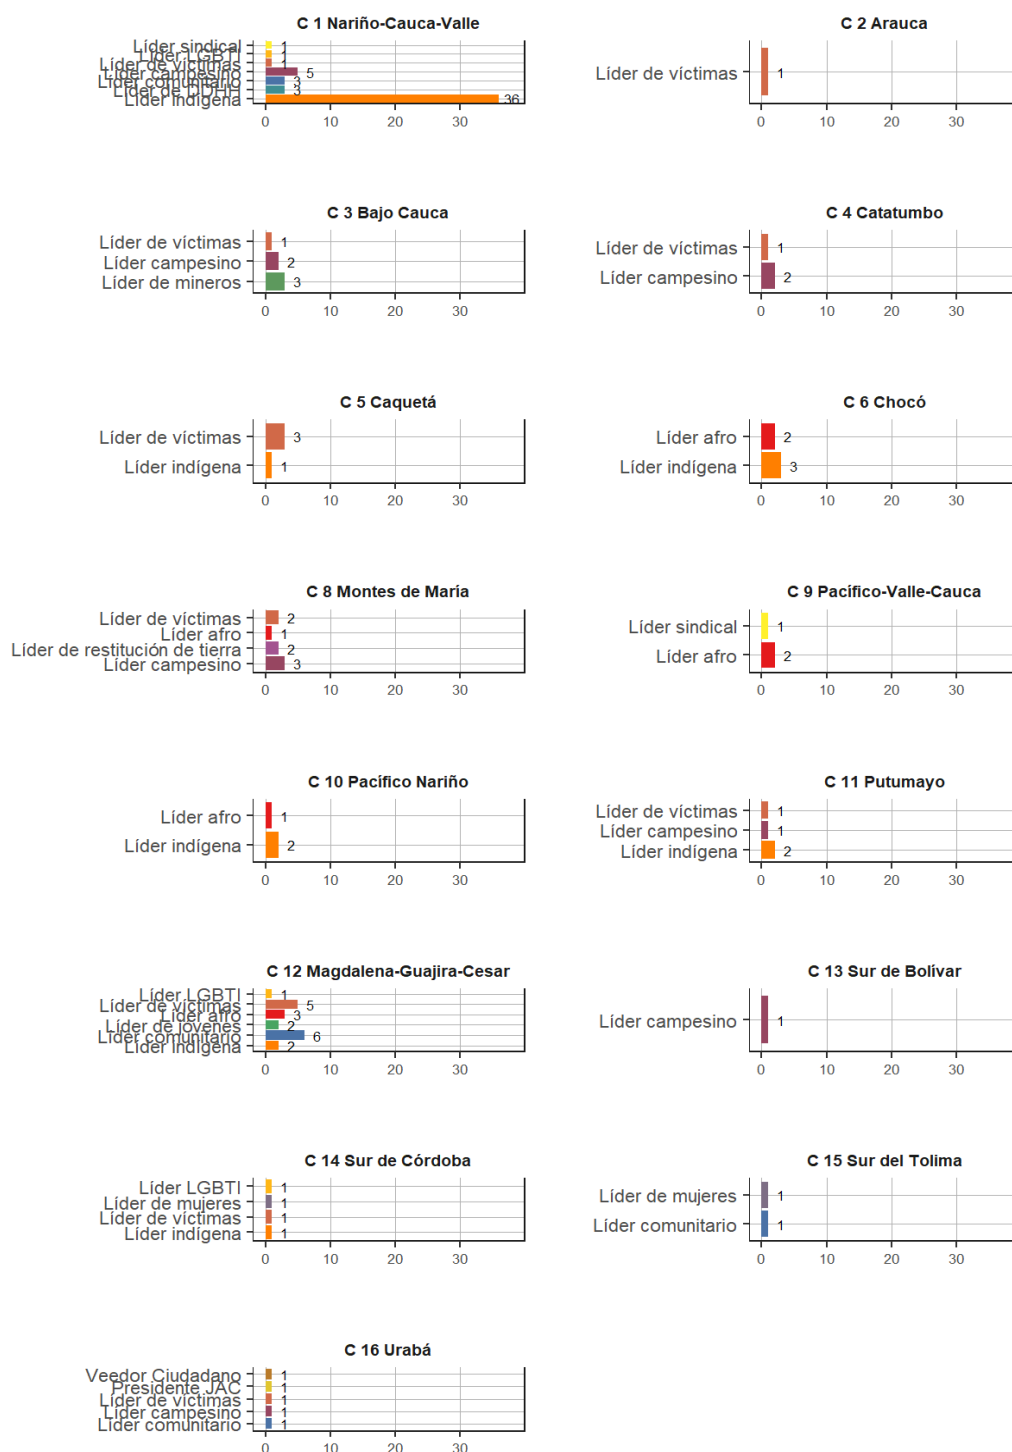 C 1 Nariño-Cauca-Valle
Líder sindical 1
Líder LGBTI 1
Líder de víctimas 1
Líder campesino 5
Líder comunitario 3
Líder de DDHH 3
Líder indígena 36
0 10 20 30
C 2 Arauca
Líder de víctimas 1
0 10 20 30
C 3 Bajo Cauca
Líder de víctimas 1
Líder campesino 2
Líder de mineros 3
0 10 20 30
C 4 Catatumbo
Líder de víctimas 1
Líder campesino 2
0 10 20 30
C 5 Caquetá
Líder de víctimas 3
Líder indígena 1
0 10 20 30
C 6 Chocó
Líder afro 2
Líder indígena 3
0 10 20 30
C 8 Montes de María
Líder de víctimas 2
Líder afro 1
Líder de restitución de tierra 2
Líder campesino 3
0 10 20 30
C 9 Pacífico-Valle-Cauca
Líder sindical 1
Líder afro 2
0 10 20 30
C 10 Pacífico Nariño
Líder afro 1
Líder indígena 2
0 10 20 30
C 11 Putumayo
Líder de víctimas 1
Líder campesino 1
Líder indígena 2
0 10 20 30
C 12 Magdalena-Guajira-Cesar
Líder LGBTI 1
Líder de víctimas 5
Líder afro 3
Líder de jóvenes 2
Líder comunitario 6
Líder indígena 2
0 10 20 30
C 13 Sur de Bolívar
Líder campesino 1
0 10 20 30
C 14 Sur de Córdoba
Líder LGBTI 1
Líder de mujeres 1
Líder de víctimas 1
Líder indígena 1
0 10 20 30
C 15 Sur del Tolima
Líder de mujeres 1
Líder comunitario 1
0 10 20 30
C 16 Urabá
Veedor Ciudadano 1
Presidente JAC 1
Líder de víctimas 1
Líder campesino 1
Líder comunitario 1
0 10 20 30